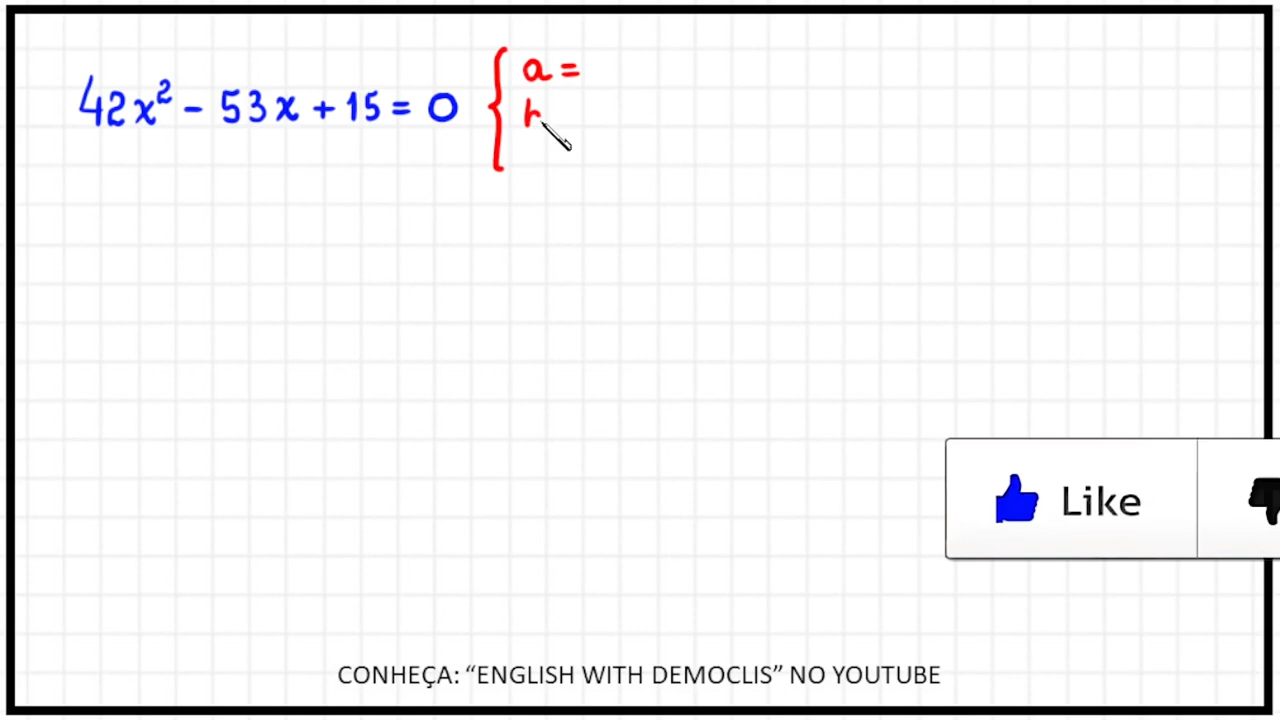 42x² - 53x + 15 = 0
a =
Like
CONHEÇA: “ENGLISH WITH DEMOCLIS” NO YOUTUBE